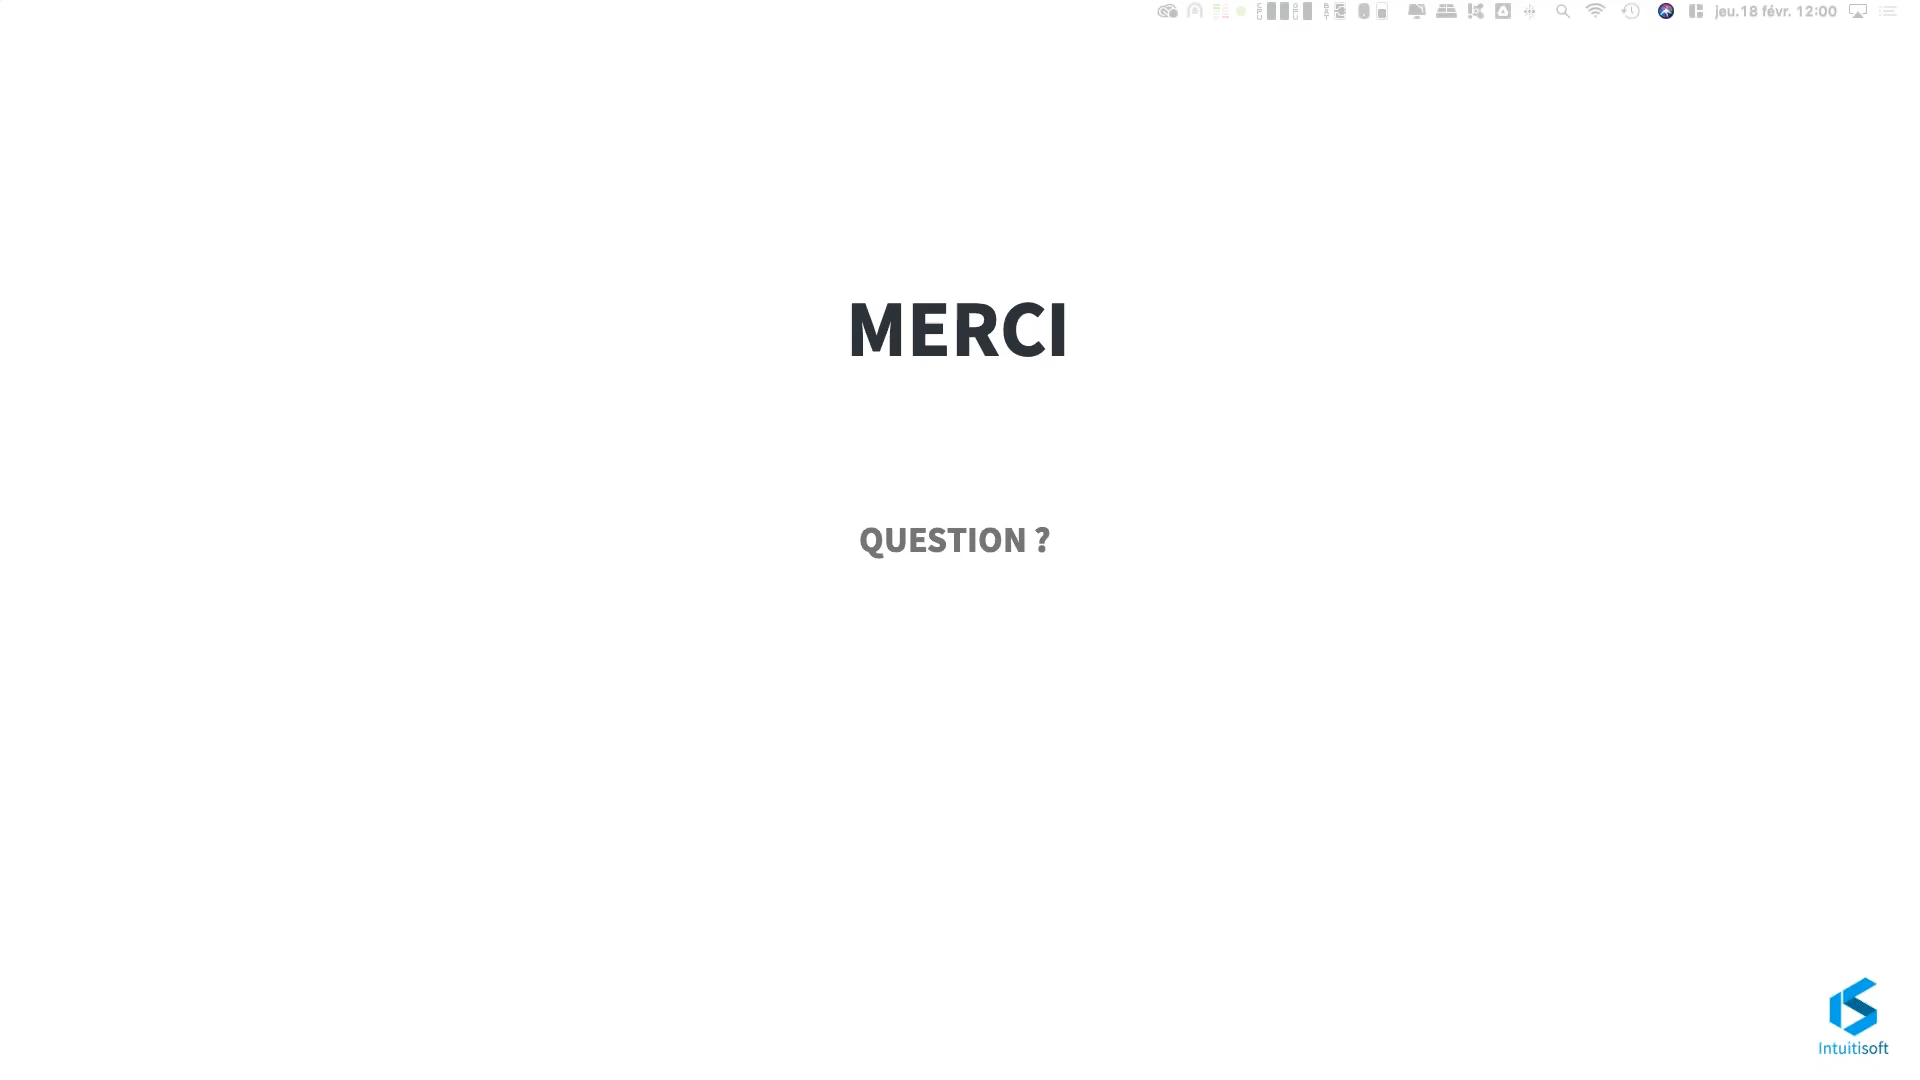 jeu.18 févr. 12:00
MERCI
QUESTION ?
Intuitisoft